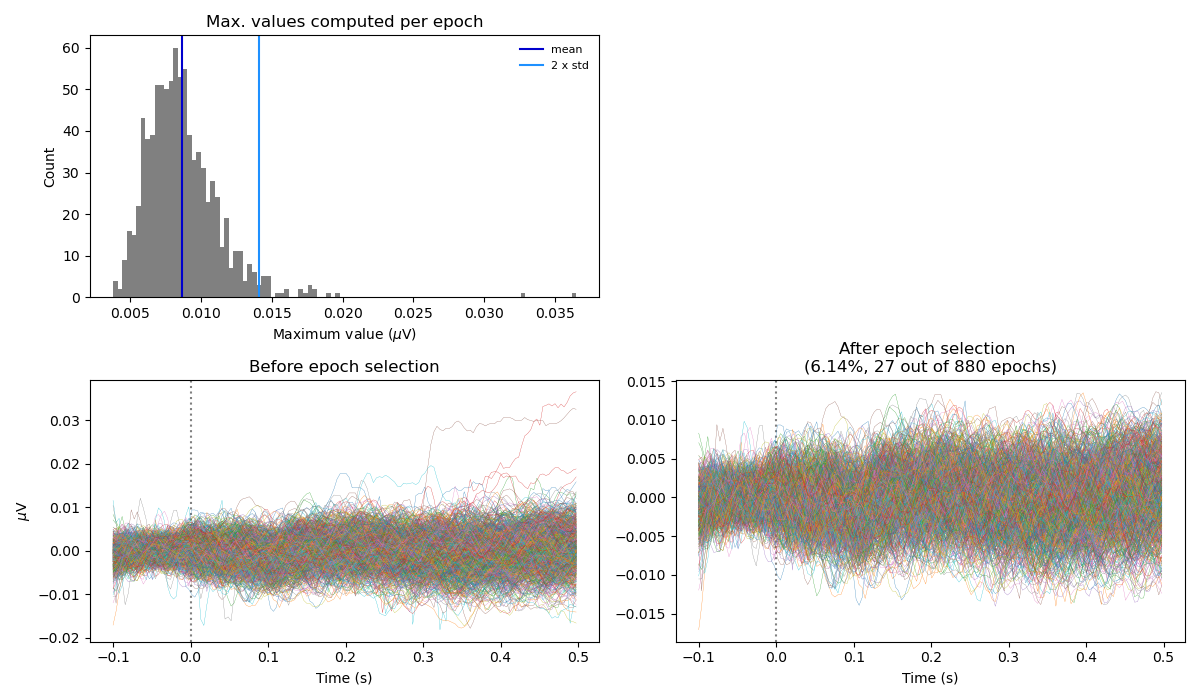 Max. values computed per epoch
mean
2 x std
Count
60
50
40
30
20
10
0
0.005 0.010 0.015 0.020 0.025 0.030 0.035
Maximum value (μV)
Before epoch selection
μV
0.03
0.02
0.01
0.00
−0.01
−0.02
−0.1 0.0 0.1 0.2 0.3 0.4 0.5
Time (s)
After epoch selection
(6.14%, 27 out of 880 epochs)
0.015
0.010
0.005
0.000
−0.005
−0.010
−0.015
−0.1 0.0 0.1 0.2 0.3 0.4 0.5
Time (s)